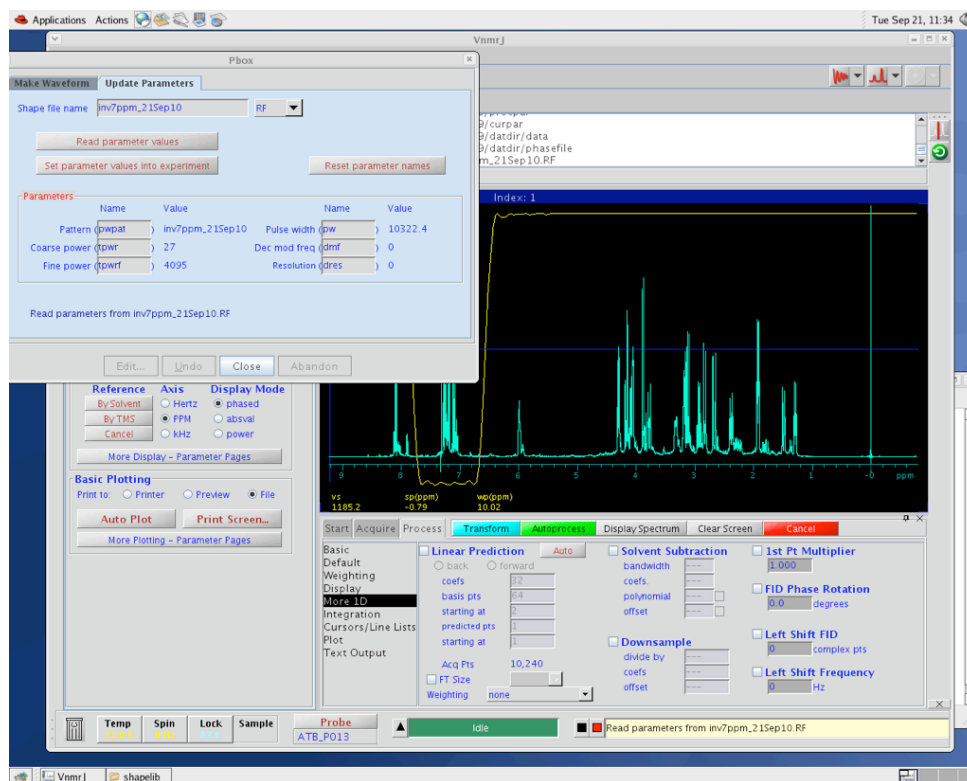 Applications Actions Tue Sep 21, 11:34
VnmrJ
Pbox
Make Waveform Update Parameters
Shape file name inv7ppm_21Sep10 RF
Read parameter values
Set parameter values into experiment Reset parameter names
9/curpar
9/datdir/data
9/datdir/phasefile
m_21Sep10.RF
Parameters
Name Value Name Value
Pattern (pwpat ) inv7ppm_21Sep10 Pulse width (pw ) 10322.4
Coarse power (tpwr ) 27 Dec mod freq (dmf ) 0
Fine power (tpwrf ) 4095 Resolution (dres ) 0
Read parameters from inv7ppm_21Sep10.RF
Edit... Undo Close Abandon
Index: 1
Reference Axis Display Mode
By Solvent Hertz phased
By TMS PPM absval
Cancel kHz power
More Display - Parameter Pages
Basic Plotting
Print to: Printer Preview File
Auto Plot Print Screen...
More Plotting - Parameter Pages
9 8 7 6 5 4 3 2 1 -0 ppm
vs sp(ppm) wp(ppm)
1185.2 -0.79 10.02
Start Acquire Process Transform Autoprocess Display Spectrum Clear Screen Cancel
Basic
Default
Weighting
Display
More 1D
Integration
Cursors/Line Lists
Plot
Text Output
Linear Prediction Auto
back forward
coefs 32
basis pts 64
starting at 2
predicted pts 1
starting at 1
Acq Pts 10,240
FT Size
Weighting none
Solvent Subtraction
bandwidth ---
coefs. ---
polynomial ---
offset ---
Downsample
divide by ---
coefs ---
offset ---
1st Pt Multiplier
1.000
FID Phase Rotation
0.0 degrees
Left Shift FID
0 complex pts
Left Shift Frequency
0 Hz
Temp Spin Lock Sample Probe
ATB_P013
Idle
Read parameters from inv7ppm_21Sep10.RF
VnmrJ shapelib